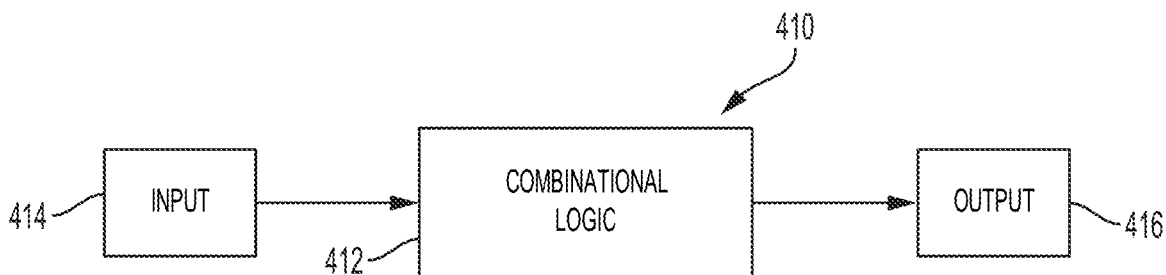 410
INPUT
COMBINATIONAL
LOGIC
OUTPUT
414
412
416